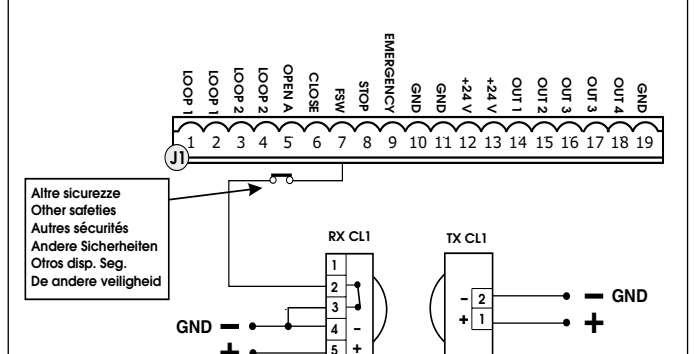 LOOP 1 LOOP 1 LOOP 2 LOOP 2 OPEN A CLOSE FSW STOP EMERGENCY GND GND +24 V +24 V OUT 1 OUT 2 OUT 3 OUT 3 OUT 4 GND
1 2 3 4 5 6 7 8 9 10 11 12 13 14 15 16 17 18 19
J1
Altre sicurezze
Other safeties
Autres sécurités
Andere Sicherheiten
Otros disp. Seg.
De andere veiligheid
RX CL1
1
2
3
4 -
5 +
GND -
+
TX CL1
- 2
+ 1
- GND
+